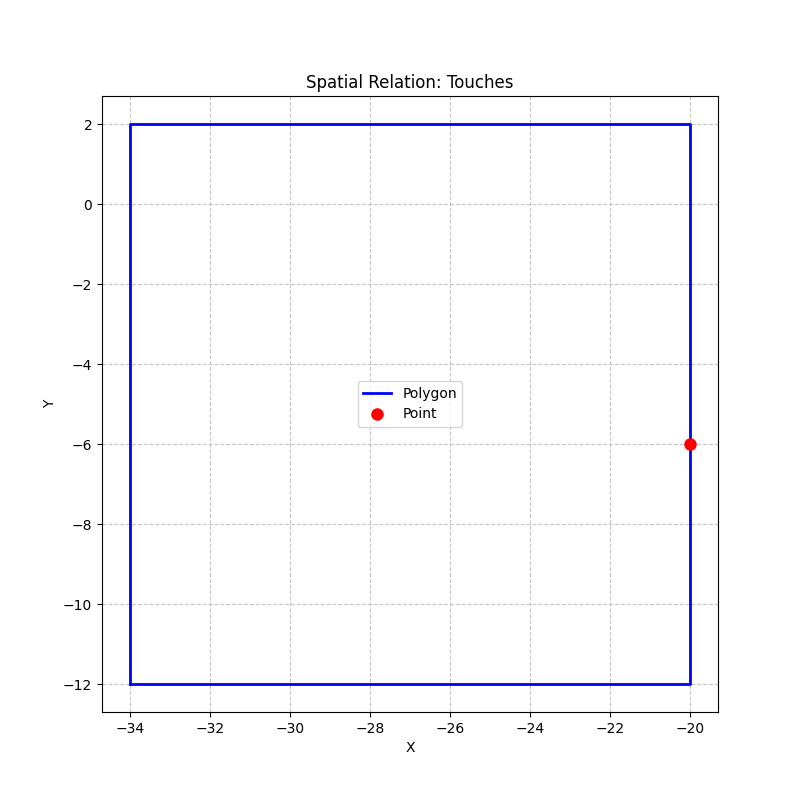 Spatial Relation: Touches
2
0
−2
−4
−6
−8
−10
−12
Y
Polygon
Point
−34 −32 −30 −28 −26 −24 −22 −20
X